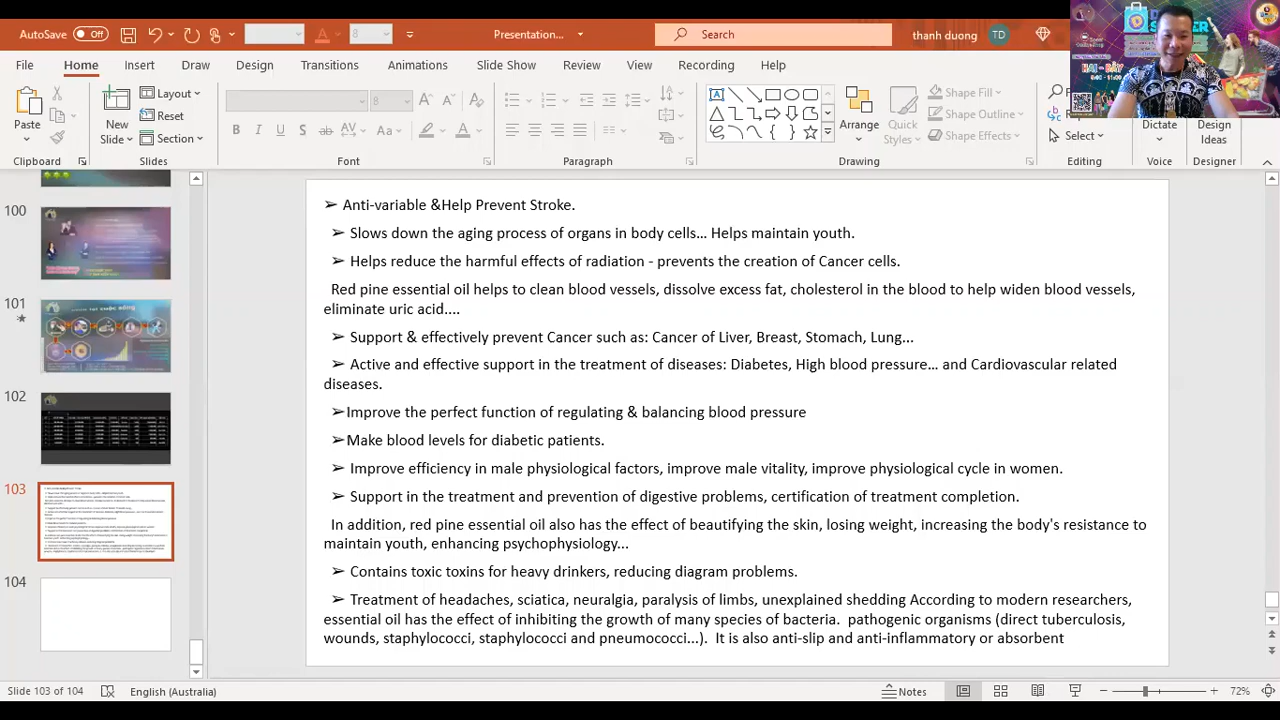 AutoSave Off
8
Presentation...
Search
thanh duong TD
File Home Insert Draw Design Transitions Animations Slide Show Review View Recording Help
Paste
New Slide
Layout
Reset
Section
B I U S ab AV Aa A
Arrange
Quick Styles
Shape Fill
Shape Outline
Shape Effects
Select
Dictate
Design Ideas
Clipboard Slides Font Paragraph Drawing Editing Voice Designer
100
101
102
103
104
➢ Anti-variable &Help Prevent Stroke.
➢ Slows down the aging process of organs in body cells... Helps maintain youth.
➢ Helps reduce the harmful effects of radiation - prevents the creation of Cancer cells.
Red pine essential oil helps to clean blood vessels, dissolve excess fat, cholesterol in the blood to help widen blood vessels,
eliminate uric acid....
➢ Support & effectively prevent Cancer such as: Cancer of Liver, Breast, Stomach, Lung...
➢ Active and effective support in the treatment of diseases: Diabetes, High blood pressure... and Cardiovascular related
diseases.
➢Improve the perfect function of regulating & balancing blood pressure
➢Make blood levels for diabetic patients.
➢ Improve efficiency in male physiological factors, improve male vitality, improve physiological cycle in women.
➢ Support in the treatment and prevention of digestive problems, certification of treatment completion.
In addition, red pine essential oil also has the effect of beautifying the skin, losing weight, increasing the body's resistance to
maintain youth, enhancing psychophysiology...
➢ Contains toxic toxins for heavy drinkers, reducing diagram problems.
➢ Treatment of headaches, sciatica, neuralgia, paralysis of limbs, unexplained shedding According to modern researchers,
essential oil has the effect of inhibiting the growth of many species of bacteria. pathogenic organisms (direct tuberculosis,
wounds, staphylococci, staphylococci and pneumococci...). It is also anti-slip and anti-inflammatory or absorbent
Slide 103 of 104
English (Australia)
Notes
72%